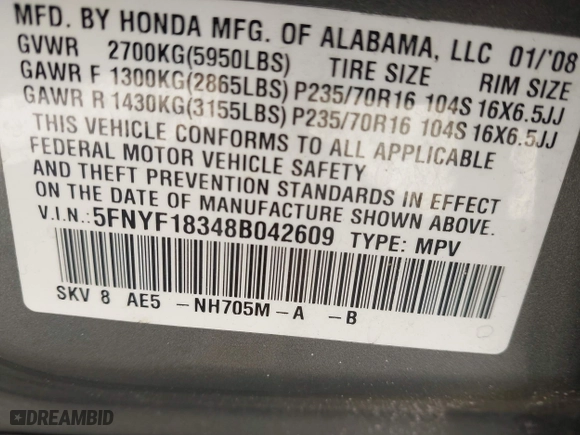 MFD. BY HONDA MFG. OF ALABAMA, LLC 01/'08
GVWR 2700KG(5950LBS) TIRE SIZE RIM SIZE
GAWR F 1300KG(2865LBS) P235/70R16 104S 16X6.5JJ
GAWR R 1430KG(3155LBS) P235/70R16 104S 16X6.5JJ
THIS VEHICLE CONFORMS TO ALL APPLICABLE
FEDERAL MOTOR VEHICLE SAFETY
AND THEFT PREVENTION STANDARDS IN EFFECT
ON THE DATE OF MANUFACTURE SHOWN ABOVE.
V.I.N.:5FNYF18348B042609 TYPE: MPV
SKV 8 AE5 -NH705M-A -B
DREAMBID